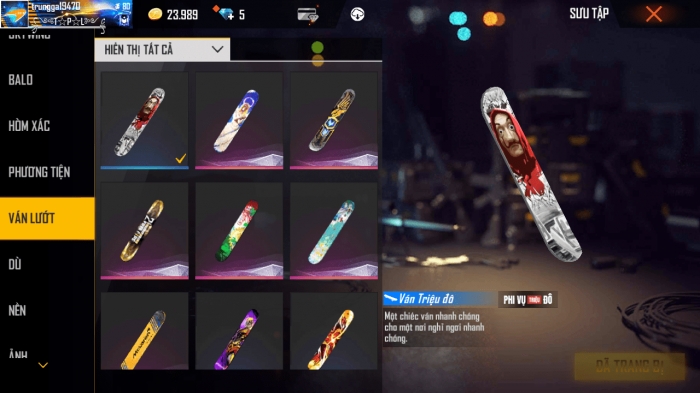 trunggaming1947
# 80
T P L
23.989
5
SƯU TẬP
SKYWING
HIỂN THỊ TẤT CẢ
BALO
HÒM XÁC
PHƯƠNG TIỆN
VÁN LƯỚT
DÙ
NỀN
ẢNH
Ván Triệu đô
PHI VỤ TRIỆU ĐÔ
Một chiếc ván nhanh chóng
cho một nơi nghỉ ngơi nhanh
chóng.
ĐÃ TRANG BỊ